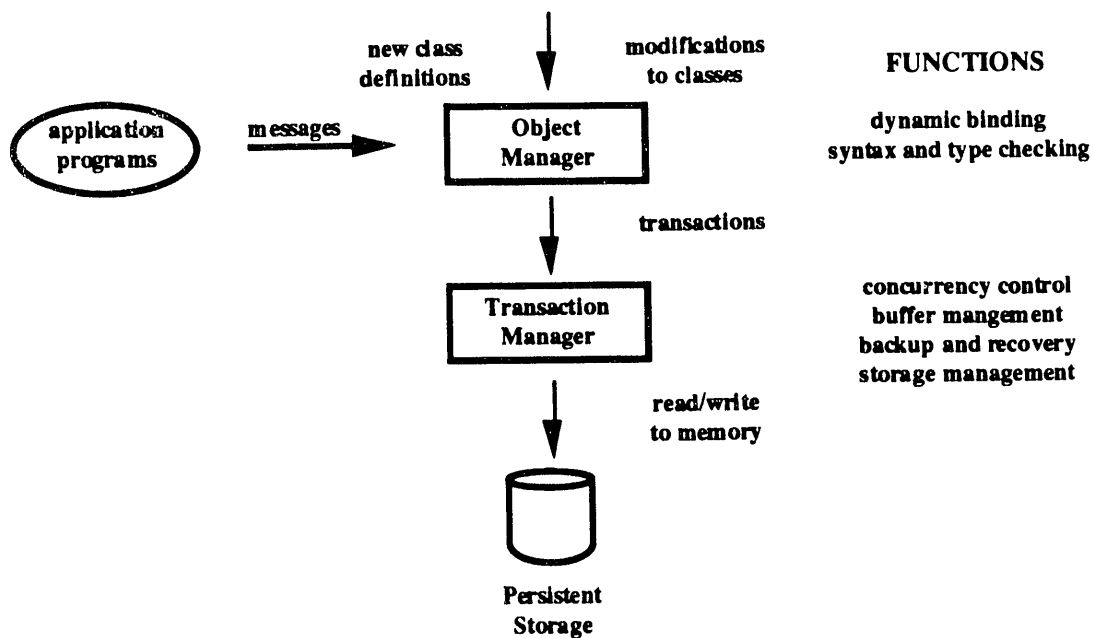 new class
definitions
modifications
to classes
FUNCTIONS
application
programs
messages
Object
Manager
dynamic binding
syntax and type checking
transactions
Transaction
Manager
concurrency control
buffer mangement
backup and recovery
storage management
read/write
to memory
Persistent
Storage